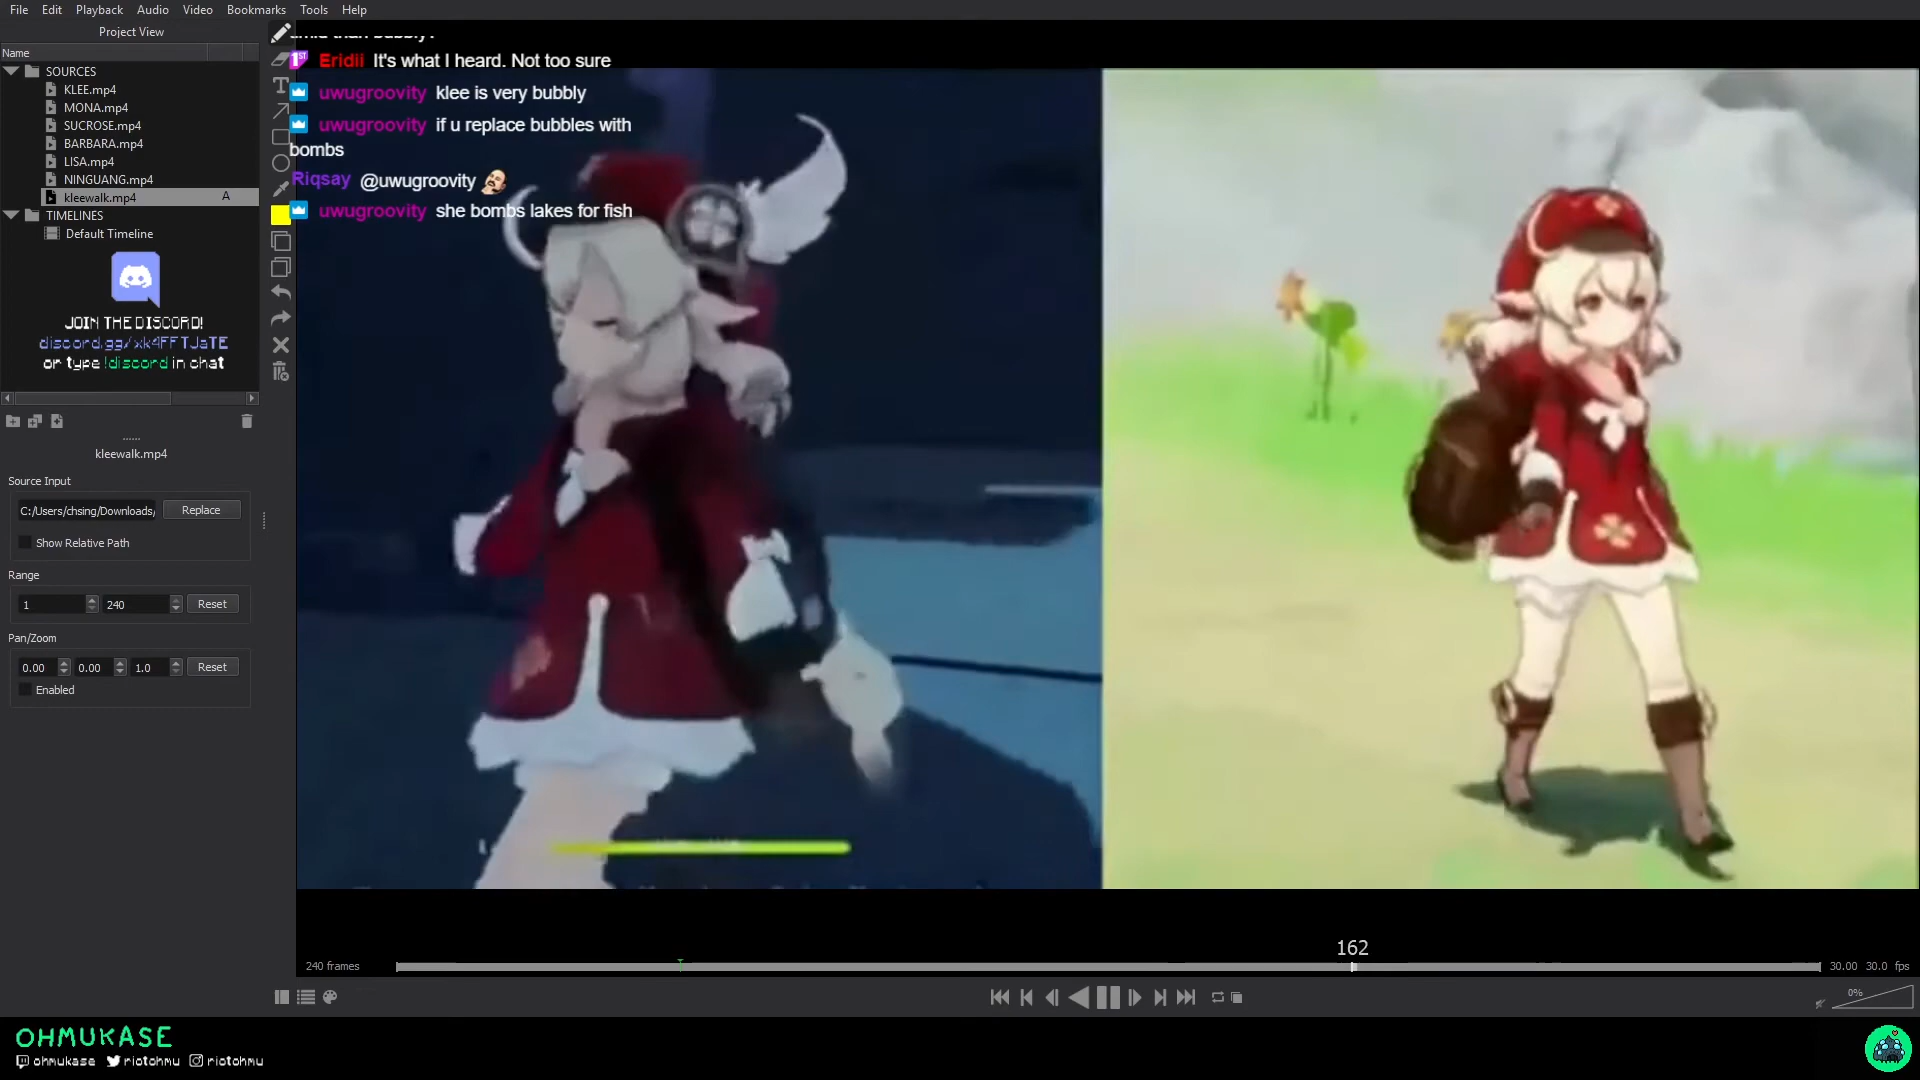 File Edit Playback Audio Video Bookmarks Tools Help
Project View
Name
SOURCES
KLEE.mp4
MONA.mp4
SUCROSE.mp4
BARBARA.mp4
LISA.mp4
NINGUANG.mp4
kleewalk.mp4 A
TIMELINES
Default Timeline
JOIN THE DISCORD!
discord.gg/xk4FFTJaTE
or type !discord in chat
kleewalk.mp4
Source Input
C:/Users/chsing/Downloads/ Replace
Show Relative Path
Range
1 240 Reset
Pan/Zoom
0.00 0.00 1.0 Reset
Enabled
than bubbly?
Eridii It's what I heard. Not too sure
uwugroovity klee is very bubbly
uwugroovity if u replace bubbles with
bombs
Riqsay @uwugroovity
uwugroovity she bombs lakes for fish
162
240 frames 30.00 30.0 fps
0%
OHMUKASE
ohmukase riotohmu riotohmu